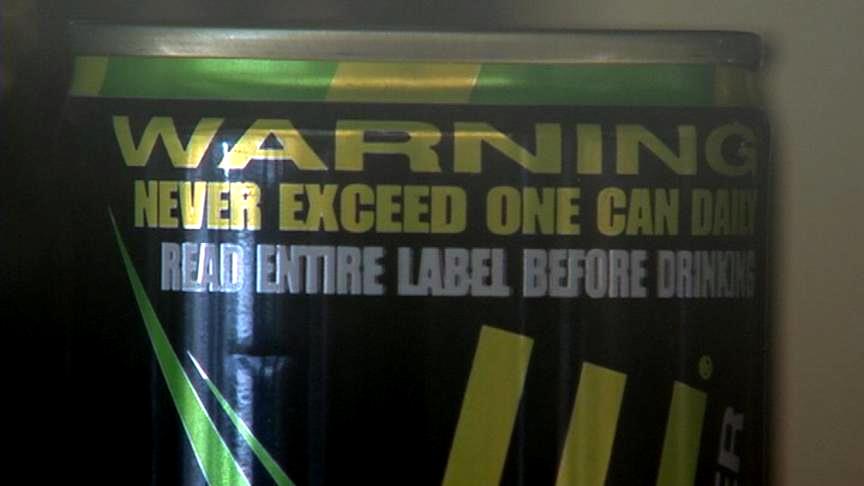 WARNING
NEVER EXCEED ONE CAN DAILY
READ ENTIRE LABEL BEFORE DRINKING